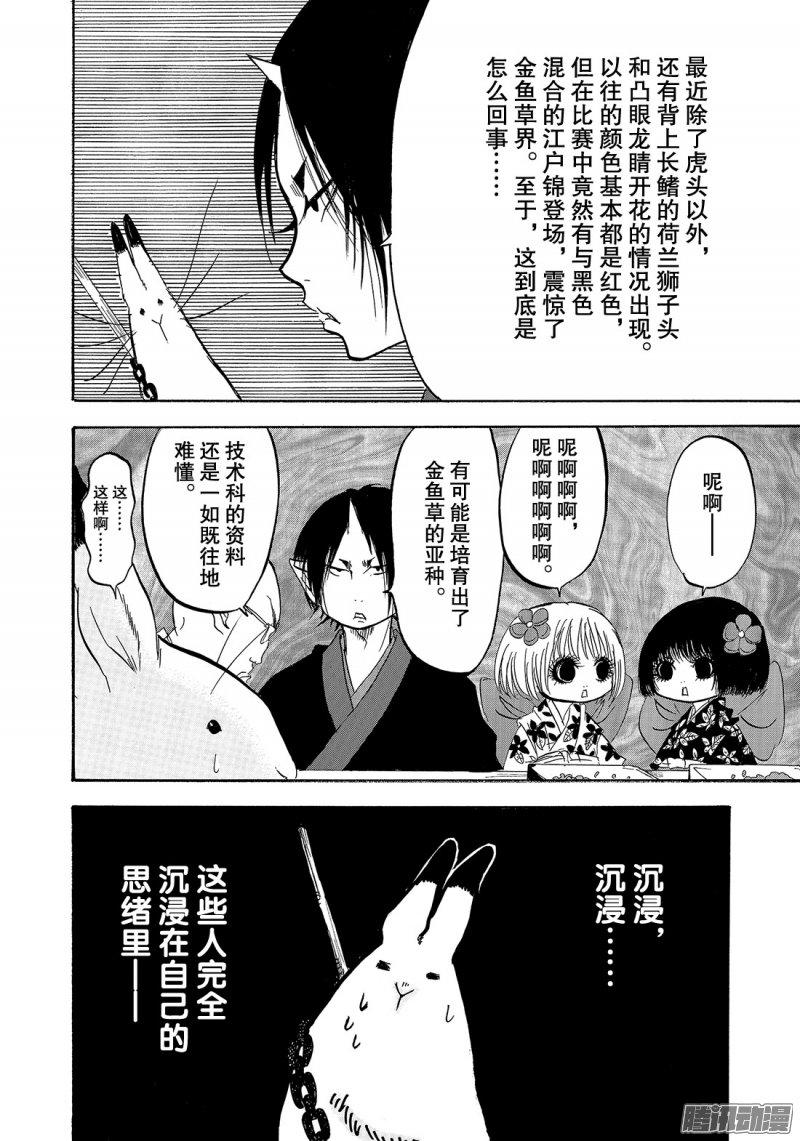 最近除了虎头以外，
还有背上长鳍的荷兰狮子头
和凸眼龙睛开花的情况出现。
以往的颜色基本都是红色，
但在比赛中竟然有与黑色
混合的江户锦登场，震惊了
金鱼草界。至于，这到底是
怎么回事……
呢啊——
呢啊啊啊，
呢啊啊啊啊。
有可能是培育出了
金鱼草的亚种。
技术科的资料
还是一如既往地
难懂。
这……
这样啊……
沉浸，
沉浸……
这些人完全
沉浸在自己的
思绪里——
腾讯动漫